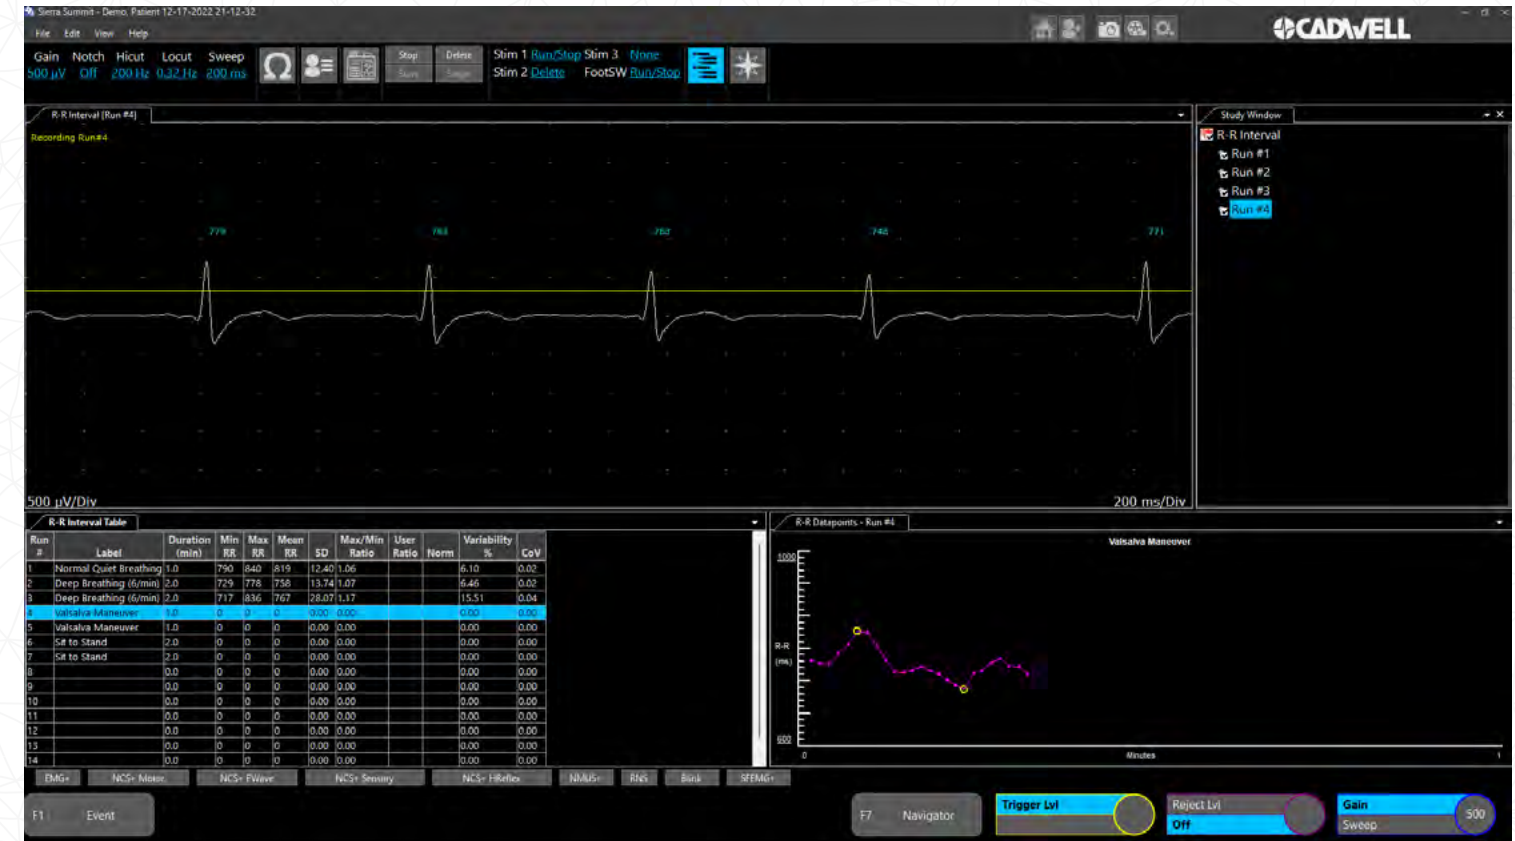 Sierra Summit - Demo, Patient 12-17-2022 21-12-32
File Edit View Help
CADWELL
Gain Notch Hicut Locut Sweep
500 µV Off 200 Hz 0.32 Hz 200 ms
Stop Delete
Stim 1 Run/Stop Stim 3 None
Stim 2 Delete FootSW Run/Stop
R-R Interval [Run #4]
Recording Run#4
779 748 771
500 µV/Div 200 ms/Div
Study Window
R-R Interval
Run #1
Run #2
Run #3
Run #4
R-R Interval Table
Run # Label Duration (min) Min RR Max RR Mean RR SD Max/Min Ratio User Ratio Norm Variability % CoV
1 Normal Quiet Breathing 1.0 790 840 819 12.40 1.06 6.10 0.02
2 Deep Breathing (6/min) 2.0 729 778 758 13.74 1.07 6.46 0.02
3 Deep Breathing (6/min) 2.0 717 836 767 28.07 1.17 15.51 0.04
4 Valsalva Maneuver 1.0 0 0 0 0.00 0.00 0.00 0.00
5 Valsalva Maneuver 1.0 0 0 0 0.00 0.00 0.00 0.00
6 Sit to Stand 2.0 0 0 0 0.00 0.00 0.00 0.00
7 Sit to Stand 2.0 0 0 0 0.00 0.00 0.00 0.00
8 0.0 0 0 0 0.00 0.00 0.00 0.00
9 0.0 0 0 0 0.00 0.00 0.00 0.00
10 0.0 0 0 0 0.00 0.00 0.00 0.00
11 0.0 0 0 0 0.00 0.00 0.00 0.00
12 0.0 0 0 0 0.00 0.00 0.00 0.00
13 0.0 0 0 0 0.00 0.00 0.00 0.00
14 0.0 0 0 0 0.00 0.00 0.00 0.00
R-R Datapoints - Run #4
Valsalva Maneuver
1000
R-R
(ms)
600
0 Minutes 1
EMG+ NCS+ Motor NCS+ FWave NCS+ Sensory NCS+ HReflex NMUS+ RNS Blink SFEMG+
F1 Event
F7 Navigator
Trigger Lvl
Reject Lvl
Off
Gain
Sweep
500